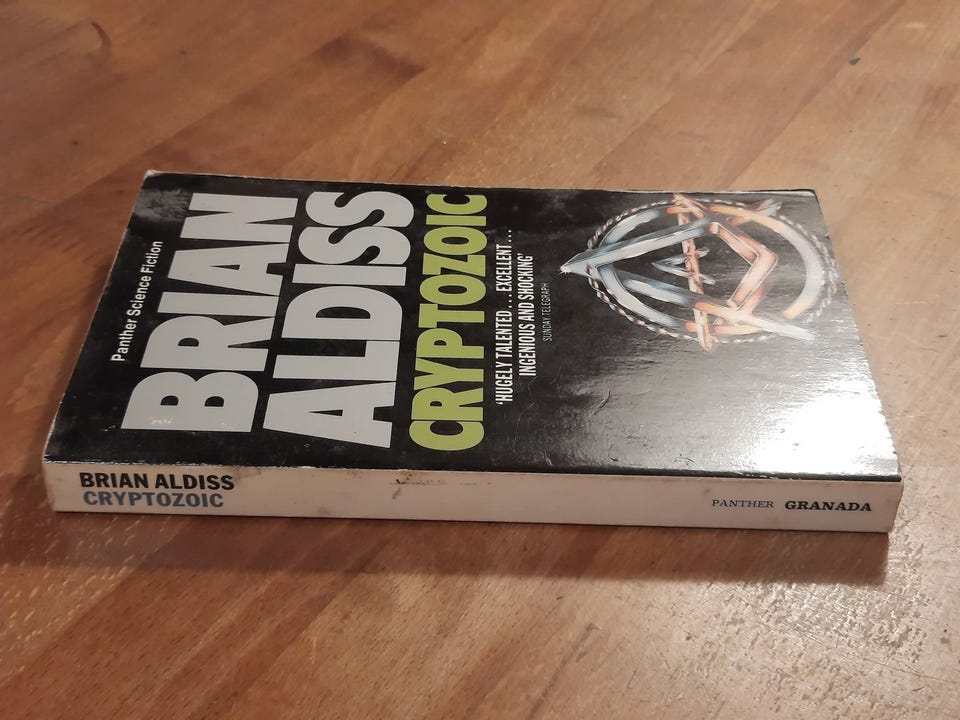 Panther Science Fiction
BRIAN
ALDISS
CRYPTOZOIC
'HUGELY TALENTED...EXCELLENT...
INGENIOUS AND SHOCKING'
SUNDAY TELEGRAPH
BRIAN ALDISS
CRYPTOZOIC
PANTHER GRANADA